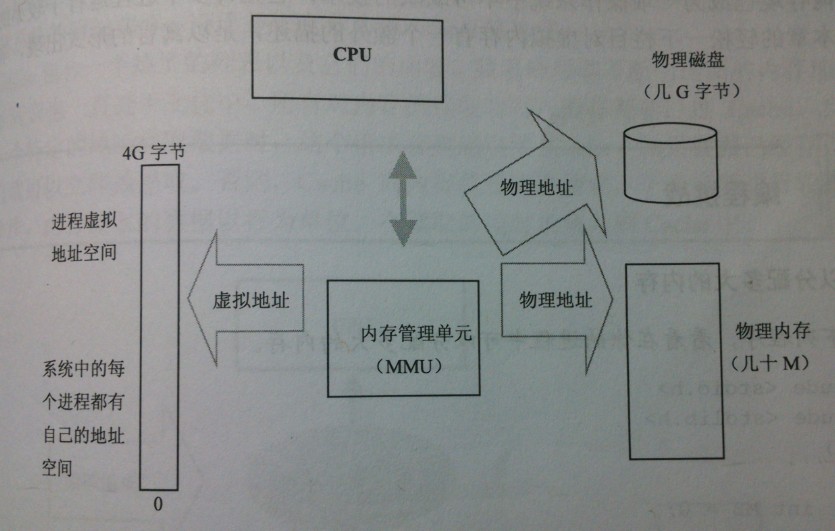 CPU
物理磁盘
（几 G 字节）
4G 字节
物理地址
进程虚拟
地址空间
虚拟地址
物理地址
内存管理单元
（MMU）
物理内存
（几十 M）
系统中的每
个进程都有
自己的地址
空间
0